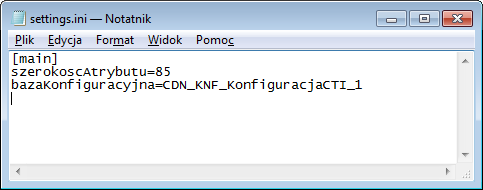 settings.ini — Notatnik
Plik Edycja Format Widok Pomoc
[main]
szerokoscAtrybutu=85
bazaKonfiguracyjna=CDN_KNF_KonfiguracjaCTI_1